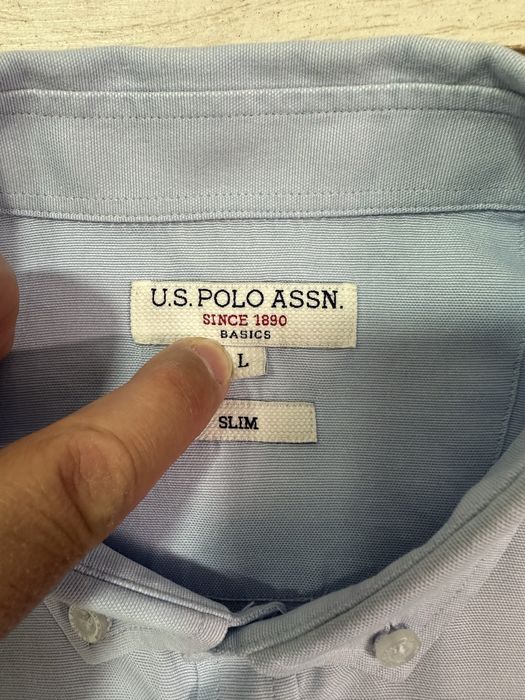 U.S. POLO ASSN.
SINCE 1890
BASICS
L
SLIM